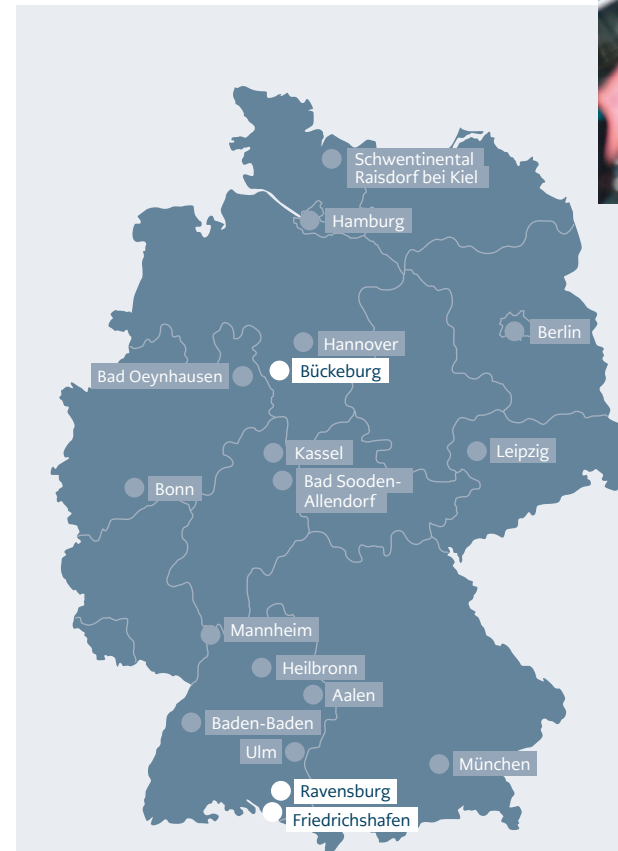 Schwentinental
Raisdorf bei Kiel
Hamburg
Berlin
Hannover
Bückeburg
Bad Oeynhausen
Kassel
Leipzig
Bad Sooden-
Allendorf
Bonn
Mannheim
Heilbronn
Aalen
Baden-Baden
Ulm
München
Ravensburg
Friedrichshafen